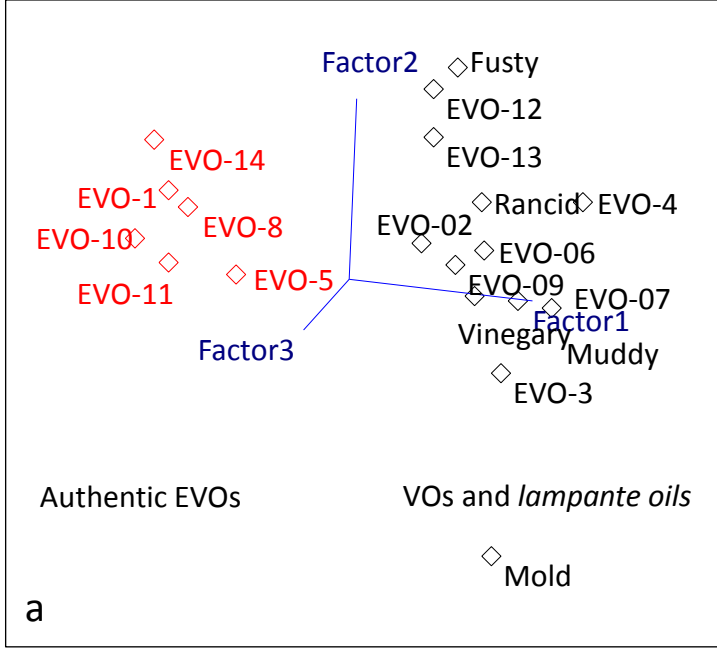 Factor2
Fusty
EVO-12
EVO-13
EVO-14
EVO-1
EVO-8
EVO-10
EVO-11
EVO-5
Rancid
EVO-4
EVO-02
EVO-06
EVO-09
EVO-07
Factor1
Vinegary
Muddy
Factor3
EVO-3
Authentic EVOs
VOs and lampante oils
Mold
a